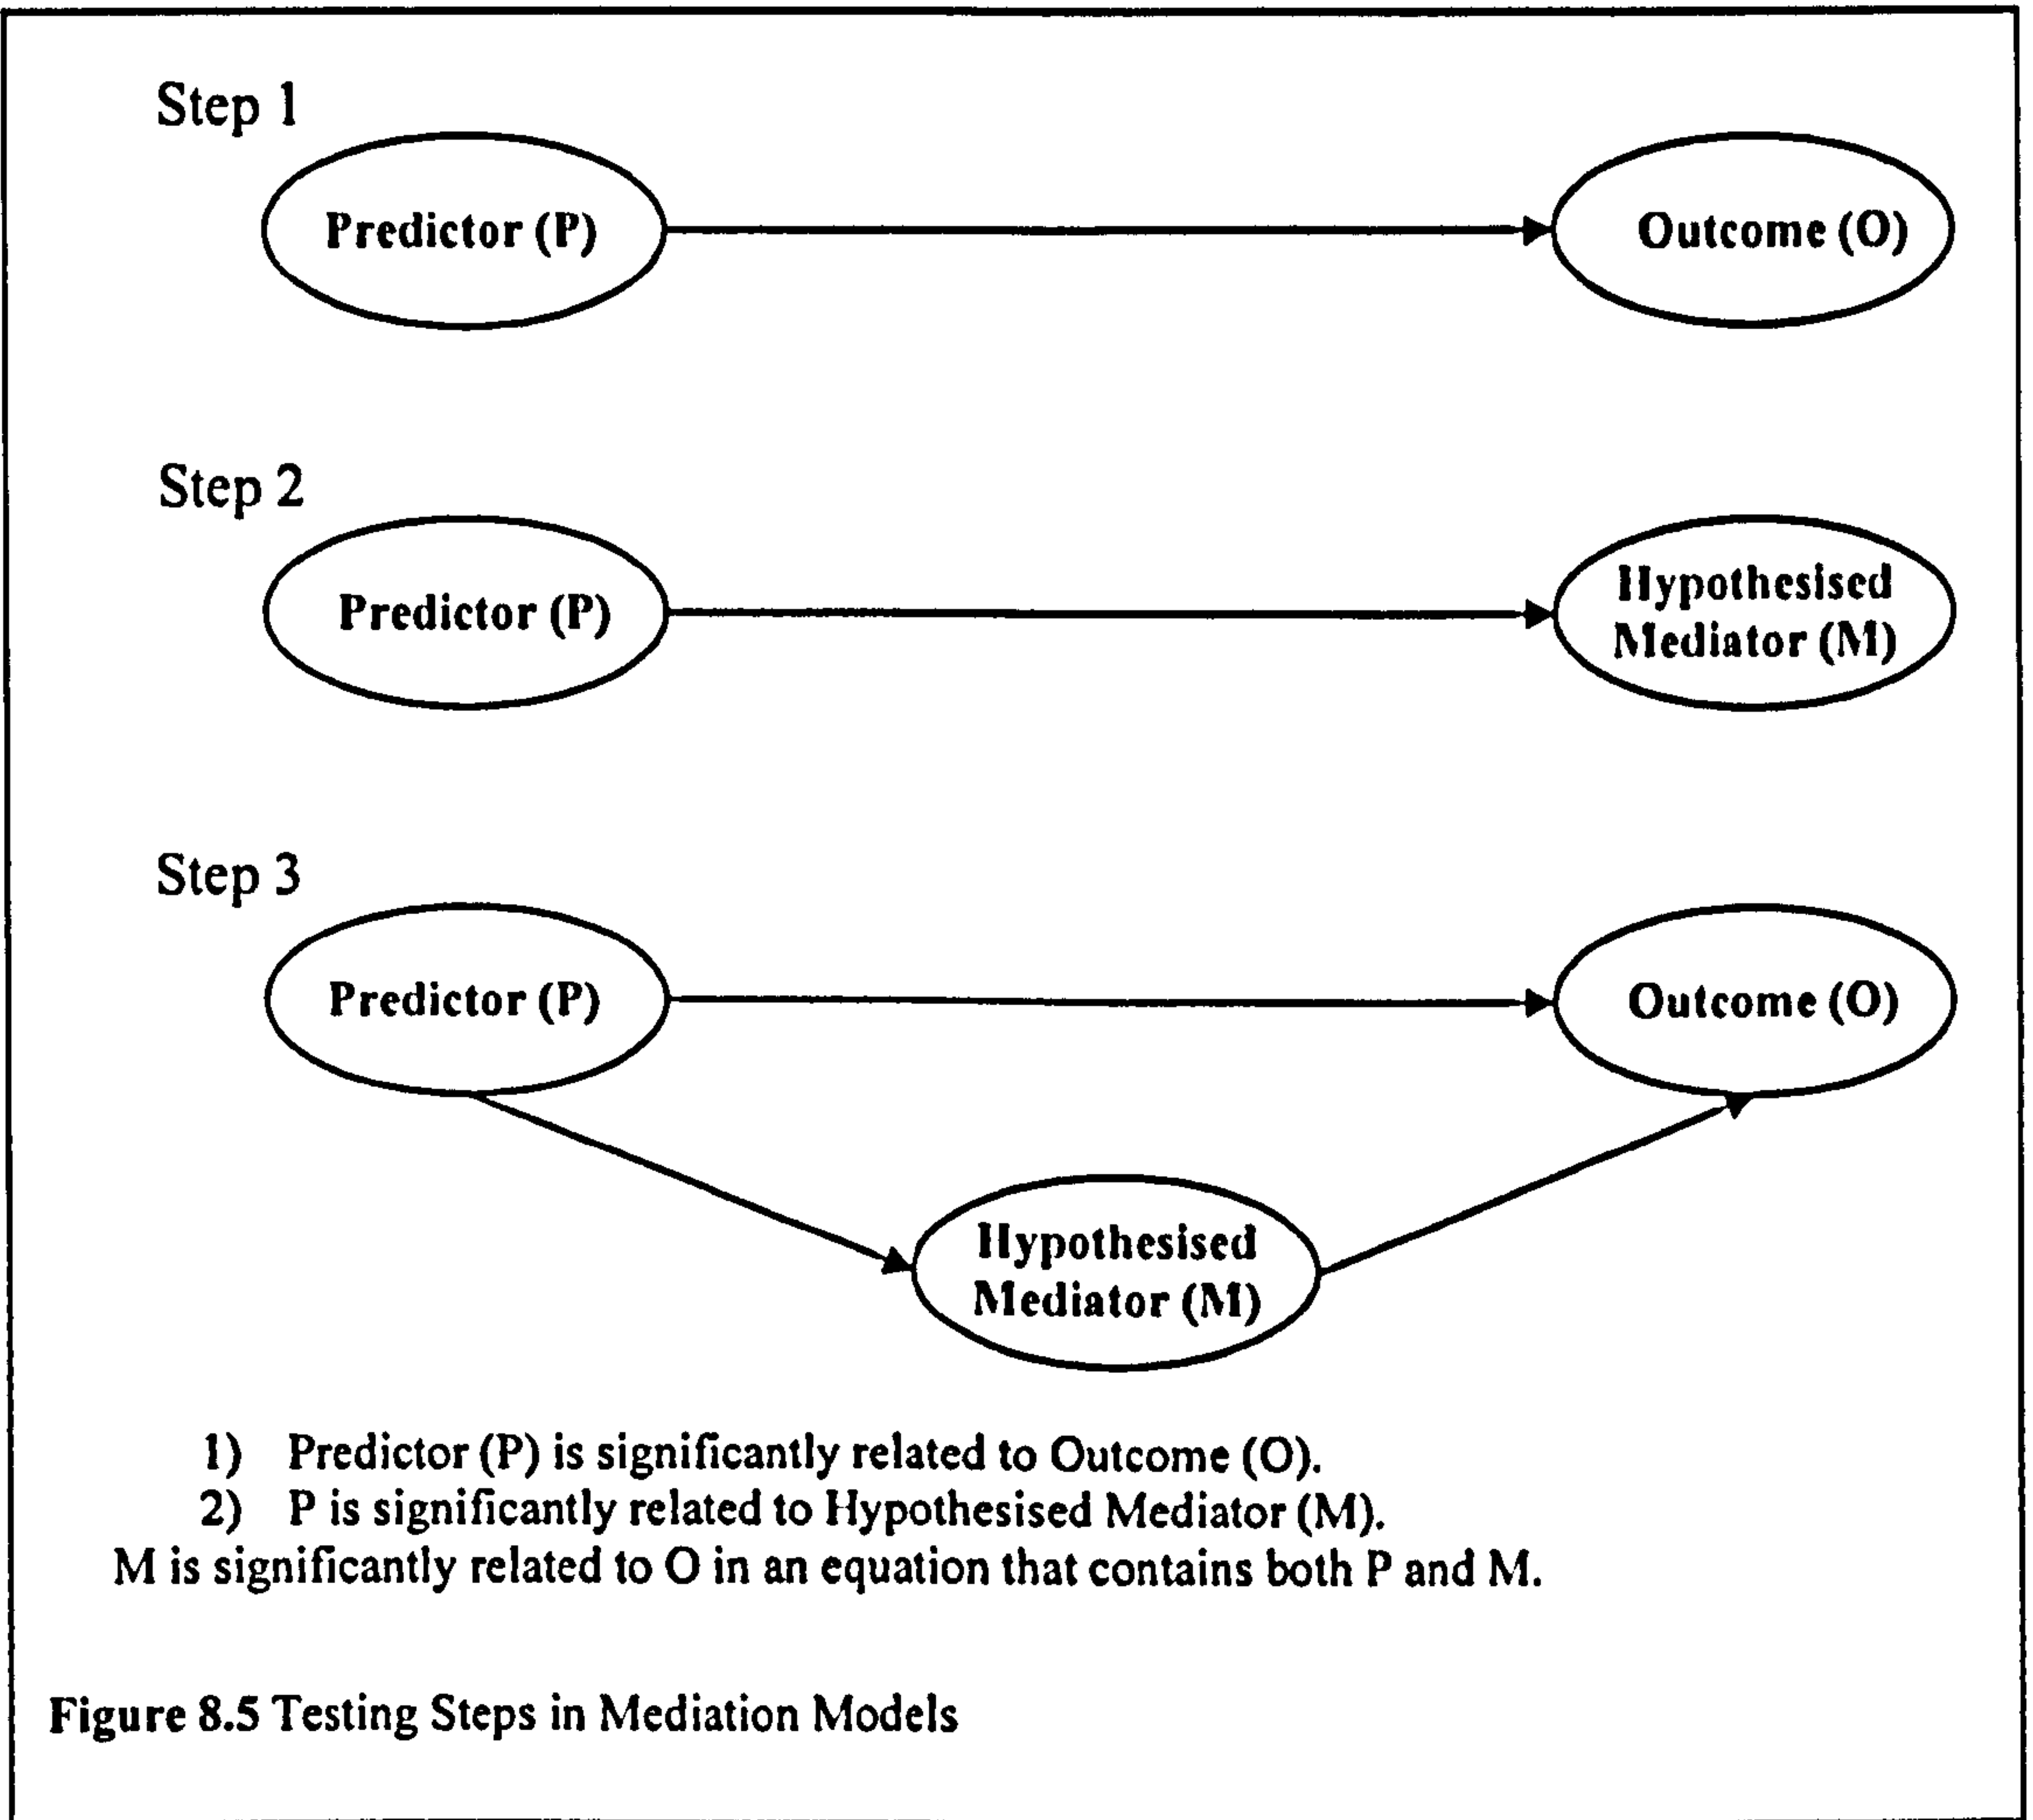 Step 1
Predictor (P)
Outcome (O)
Step 2
Predictor (P)
Hypothesised
Mediator (M)
Step 3
Predictor (P)
Outcome (O)
Hypothesised
Mediator (M)
1) Predictor (P) is significantly related to Outcome (O).
2) P is significantly related to Hypothesised Mediator (M).
M is significantly related to O in an equation that contains both P and M.
Figure 8.5 Testing Steps in Mediation Models